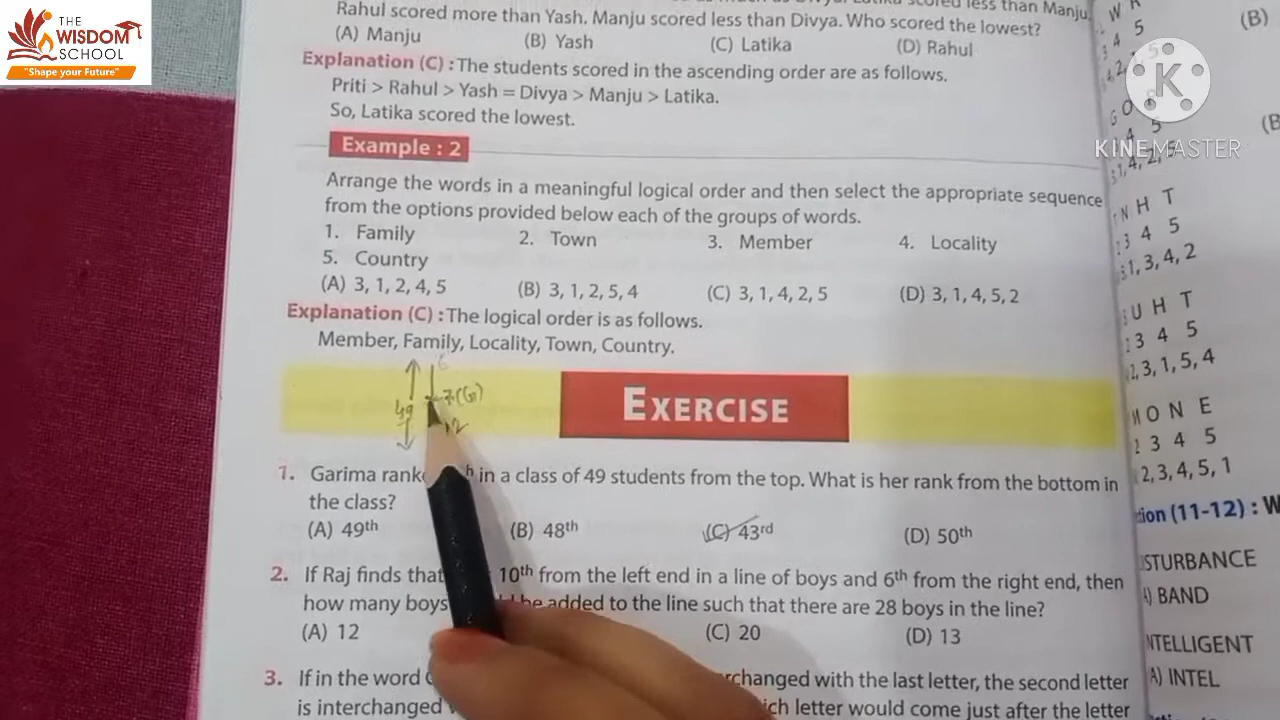 THE
WISDOM
SCHOOL
"Shape your Future"
KINEMASTER
Rahul scored more than Yash. Manju scored less than Divya. Who scored the lowest?
(A) Manju (B) Yash (C) Latika (D) Rahul
Explanation (C) : The students scored in the ascending order are as follows.
Priti > Rahul > Yash = Divya > Manju > Latika.
So, Latika scored the lowest.
Example : 2
Arrange the words in a meaningful logical order and then select the appropriate sequence
from the options provided below each of the groups of words.
1. Family 2. Town 3. Member 4. Locality
5. Country
(A) 3, 1, 2, 4, 5 (B) 3, 1, 2, 5, 4 (C) 3, 1, 4, 2, 5 (D) 3, 1, 4, 5, 2
Explanation (C) : The logical order is as follows.
Member, Family, Locality, Town, Country.
49 7(G)
EXERCISE
1. Garima in a class of 49 students from the top. What is her rank from the bottom in
the class?
(A) 49th (B) 48th (C) 43rd (D) 50th
2. If Raj finds that 10th from the left end in a line of boys and 6th from the right end, then
how many boys be added to the line such that there are 28 boys in the line?
(A) 12 (C) 20 (D) 13
3. If in the word with the last letter, the second letter
is interchanged letter would come just after the letter
(B)
N H T
3 4 5
1, 3, 4, 2
U H T
3 4 5
2, 3, 1, 5, 4
O N E
2 3 4 5
2, 3, 4, 5, 1
(11-12) :
A) BAND
A) INTEL